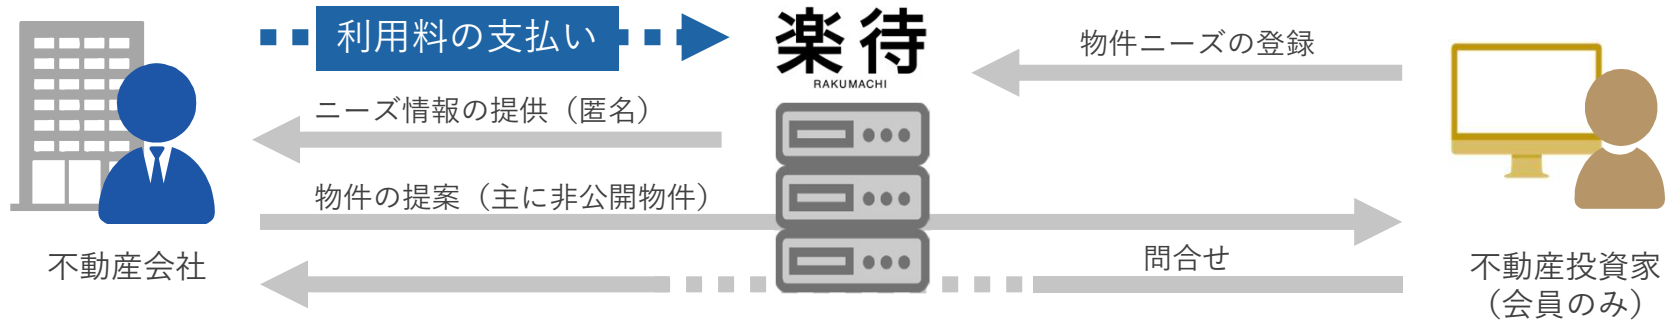 利用料の支払い
楽待
RAKUMACHI
物件ニーズの登録
ニーズ情報の提供（匿名）
物件の提案（主に非公開物件）
問合せ
不動産会社
不動産投資家
（会員のみ）